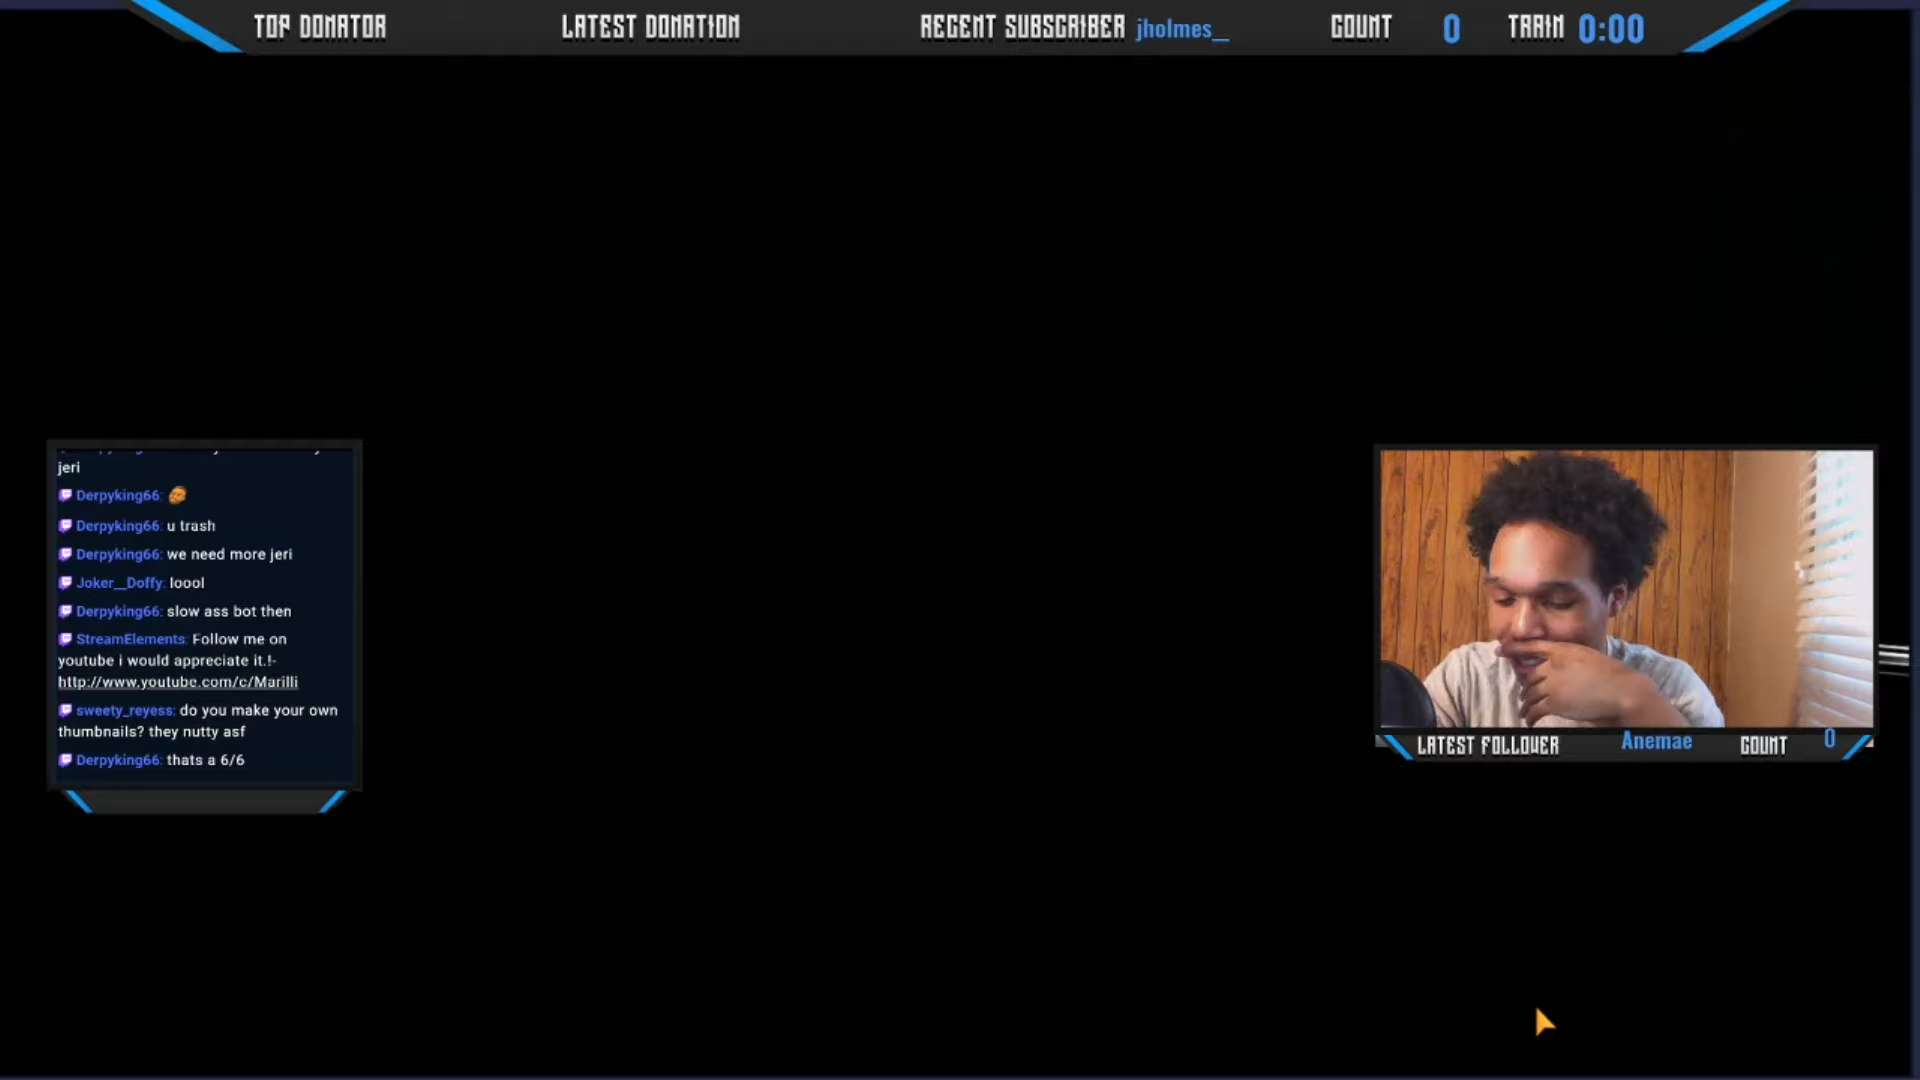 TOP DONATOR LATEST DONATION RECENT SUBSCRIBER jholmes__ COUNT 0 TRAIN 0:00
jeri
Derpyking66:
Derpyking66: u trash
Derpyking66: we need more jeri
Joker__Doffy: loool
Derpyking66: slow ass bot then
StreamElements: Follow me on
youtube i would appreciate it.!-
http://www.youtube.com/c/Marilli
sweety_reyess: do you make your own
thumbnails? they nutty asf
Derpyking66: thats a 6/6
LATEST FOLLOWER Anemae COUNT 0